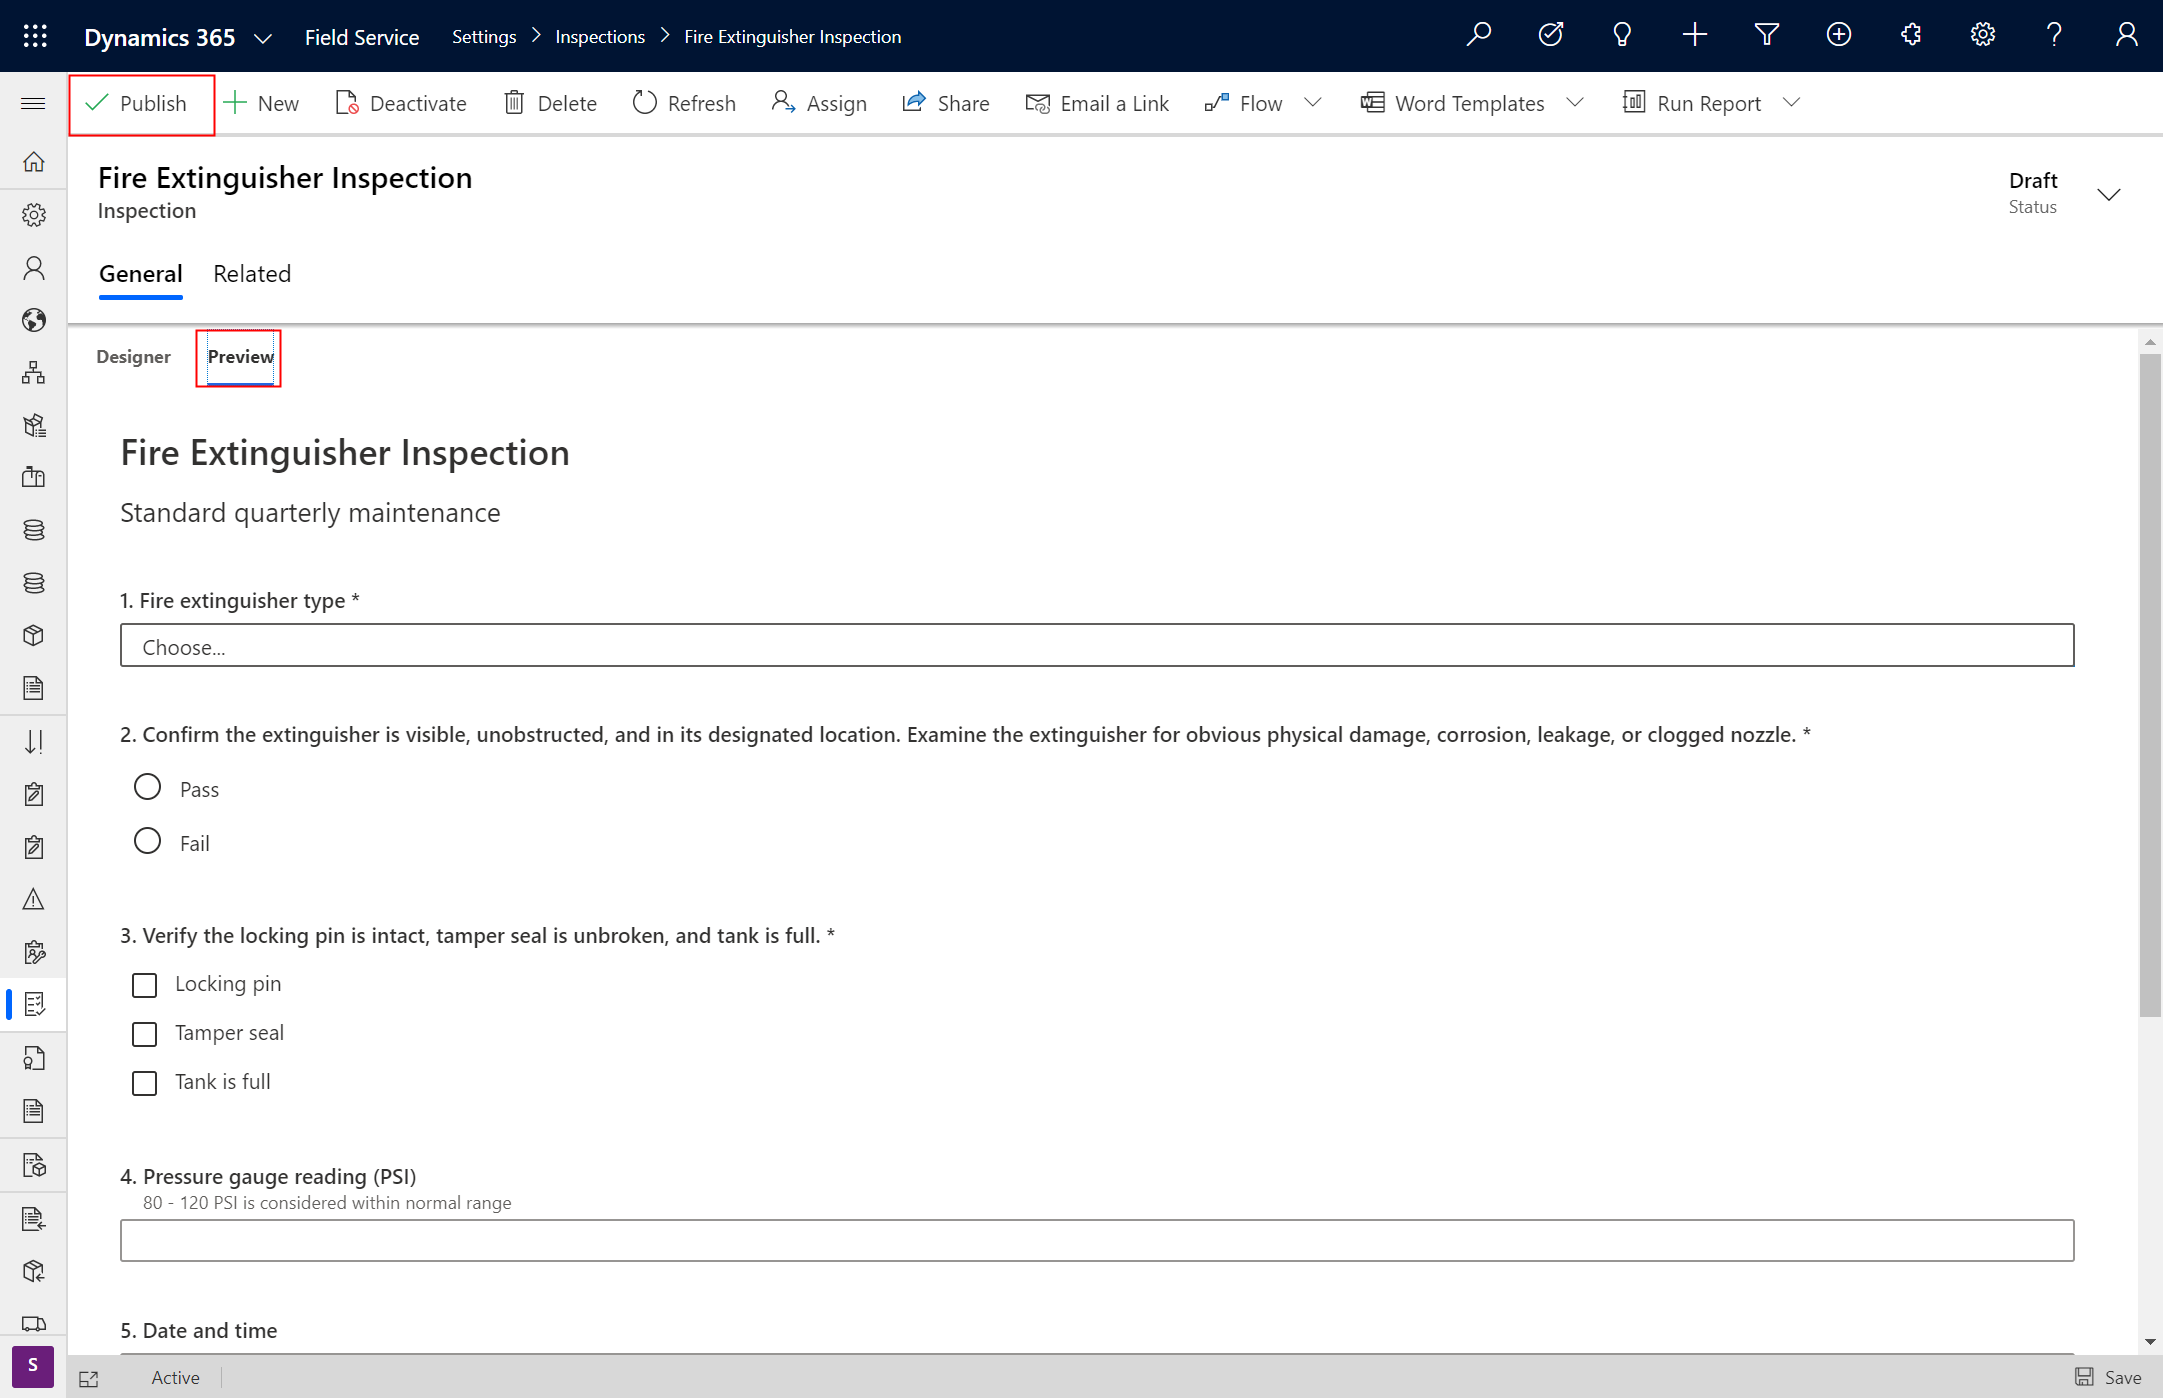 Dynamics 365 Field Service Settings > Inspections > Fire Extinguisher Inspection
Publish New Deactivate Delete Refresh Assign Share Email a Link Flow Word Templates Run Report
Fire Extinguisher Inspection
Inspection
Draft
Status
General Related
Designer Preview
Fire Extinguisher Inspection
Standard quarterly maintenance
1. Fire extinguisher type *
Choose...
2. Confirm the extinguisher is visible, unobstructed, and in its designated location. Examine the extinguisher for obvious physical damage, corrosion, leakage, or clogged nozzle. *
Pass
Fail
3. Verify the locking pin is intact, tamper seal is unbroken, and tank is full. *
Locking pin
Tamper seal
Tank is full
4. Pressure gauge reading (PSI)
80 - 120 PSI is considered within normal range
5. Date and time
S
Active
Save